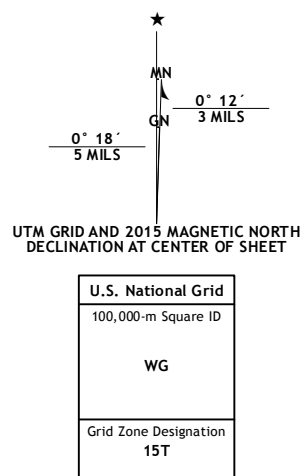 ★
MN
0° 12´
3 MILS
GN
0° 18´
5 MILS
UTM GRID AND 2015 MAGNETIC NORTH
DECLINATION AT CENTER OF SHEET
U.S. National Grid
100,000-m Square ID
WG
Grid Zone Designation
15T